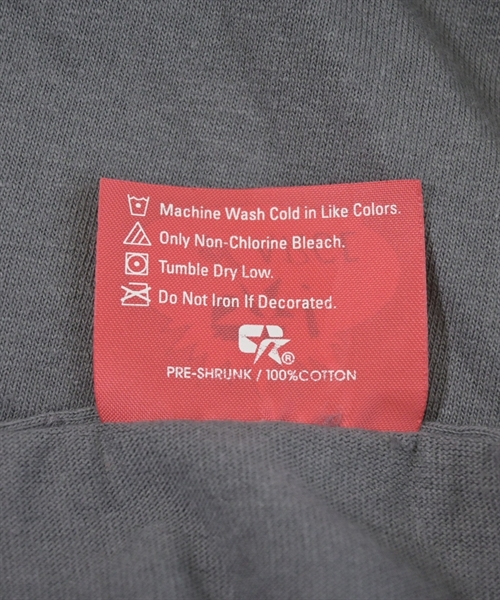 Machine Wash Cold in Like Colors.
Only Non-Chlorine Bleach.
Tumble Dry Low.
Do Not Iron If Decorated.
®
PRE-SHRUNK / 100%COTTON